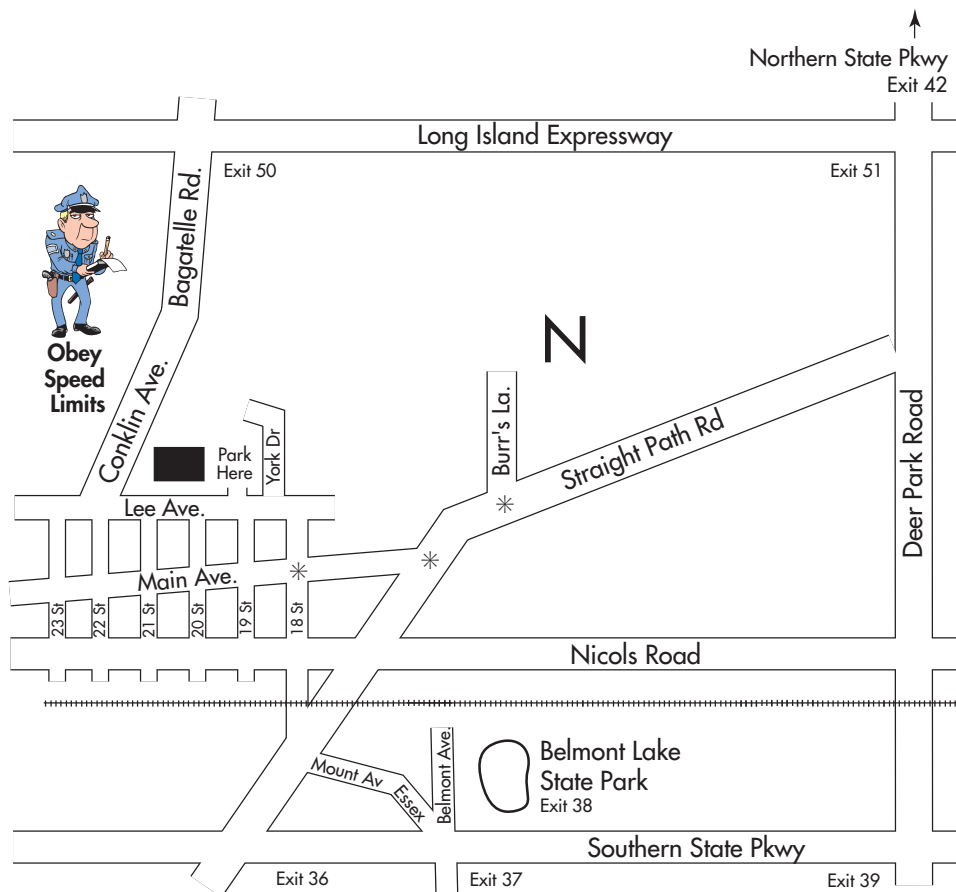 Northern State Pkwy
Exit 42
Long Island Expressway
Exit 50
Exit 51
Bagatelle Rd.
Obey
Speed
Limits
N
Conklin Ave.
Park
Here
York Dr
Burr's La.
Straight Path Rd
Deer Park Road
Lee Ave.
Main Ave.
23 St
22 St
21 St
20 St
19 St
18 St
Nicols Road
Mount Av
Essex
Belmont Ave.
Belmont Lake
State Park
Exit 38
Southern State Pkwy
Exit 36
Exit 37
Exit 39